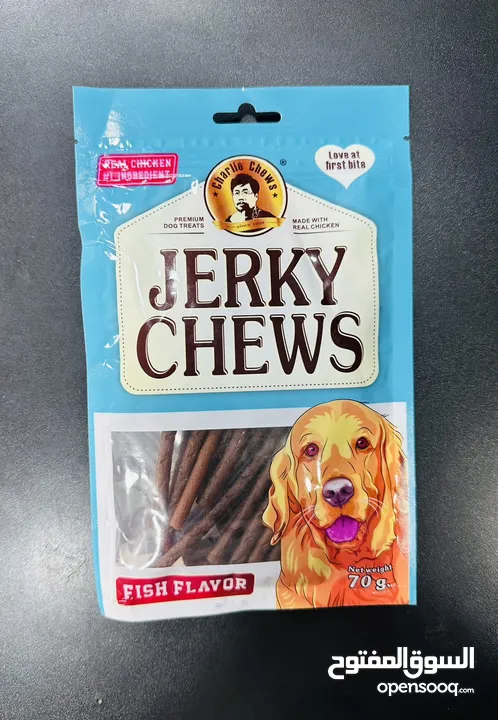 REAL CHICKEN
#1 INGREDIENT
Charlie Chews
®
Love at
first bite
PREMIUM
DOG TREATS
MADE WITH
REAL CHICKEN
JERKY
CHEWS
FISH FLAVOR
Net weight
70 g.
السوق المفتوح
opensooq.com